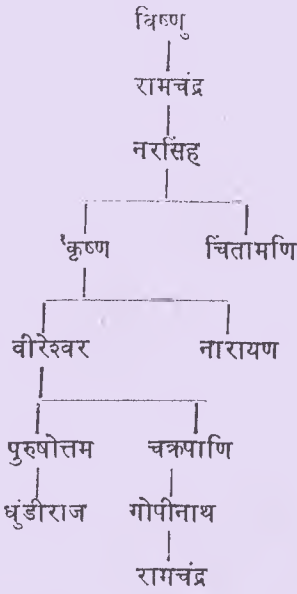 विष्णु
रामचंद्र
नरसिंह
कृष्ण चिंतामणि
वीरेश्वर नारायण
पुरुषोत्तम चक्रपाणि
धुंडीराज गोपीनाथ
रामचंद्र